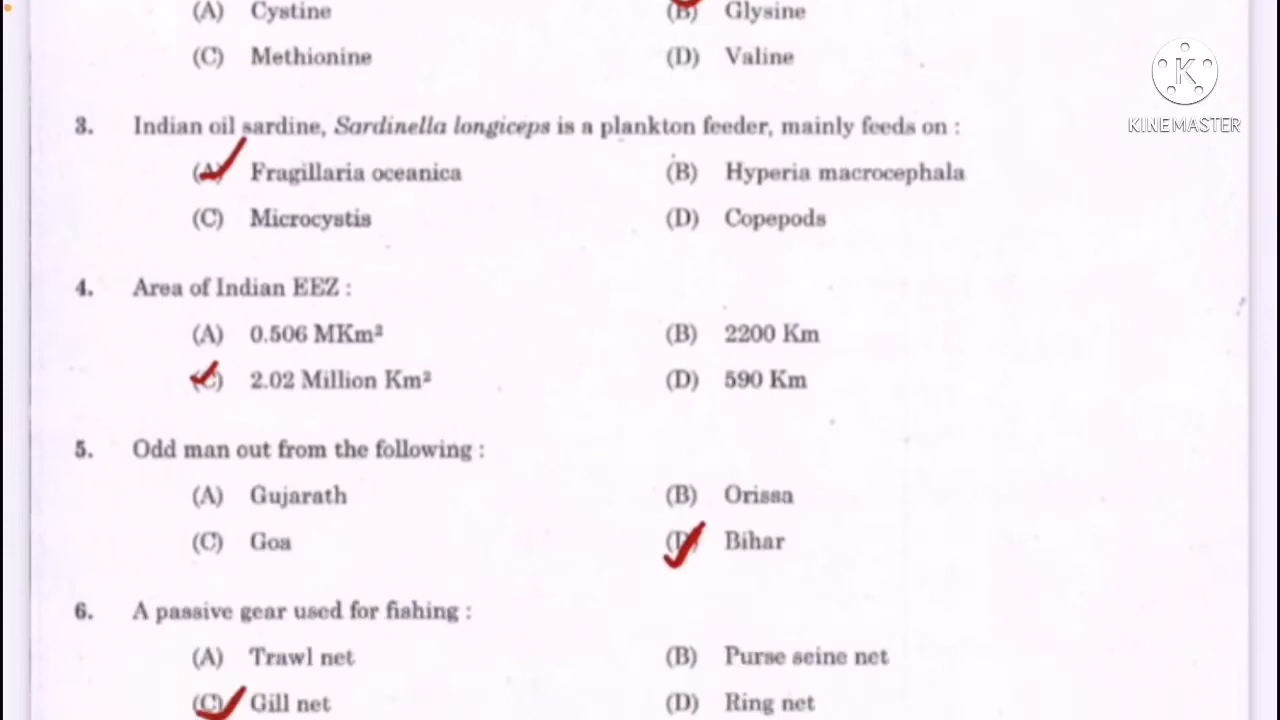 (A) Cystine (B) Glysine
(C) Methionine (D) Valine
KINEMASTER
3. Indian oil sardine, Sardinella longiceps is a plankton feeder, mainly feeds on :
(A) Fragillaria oceanica (B) Hyperia macrocephala
(C) Microcystis (D) Copepods
4. Area of Indian EEZ :
(A) 0.506 MKm² (B) 2200 Km
(C) 2.02 Million Km² (D) 590 Km
5. Odd man out from the following :
(A) Gujarath (B) Orissa
(C) Goa (D) Bihar
6. A passive gear used for fishing :
(A) Trawl net (B) Purse seine net
(C) Gill net (D) Ring net